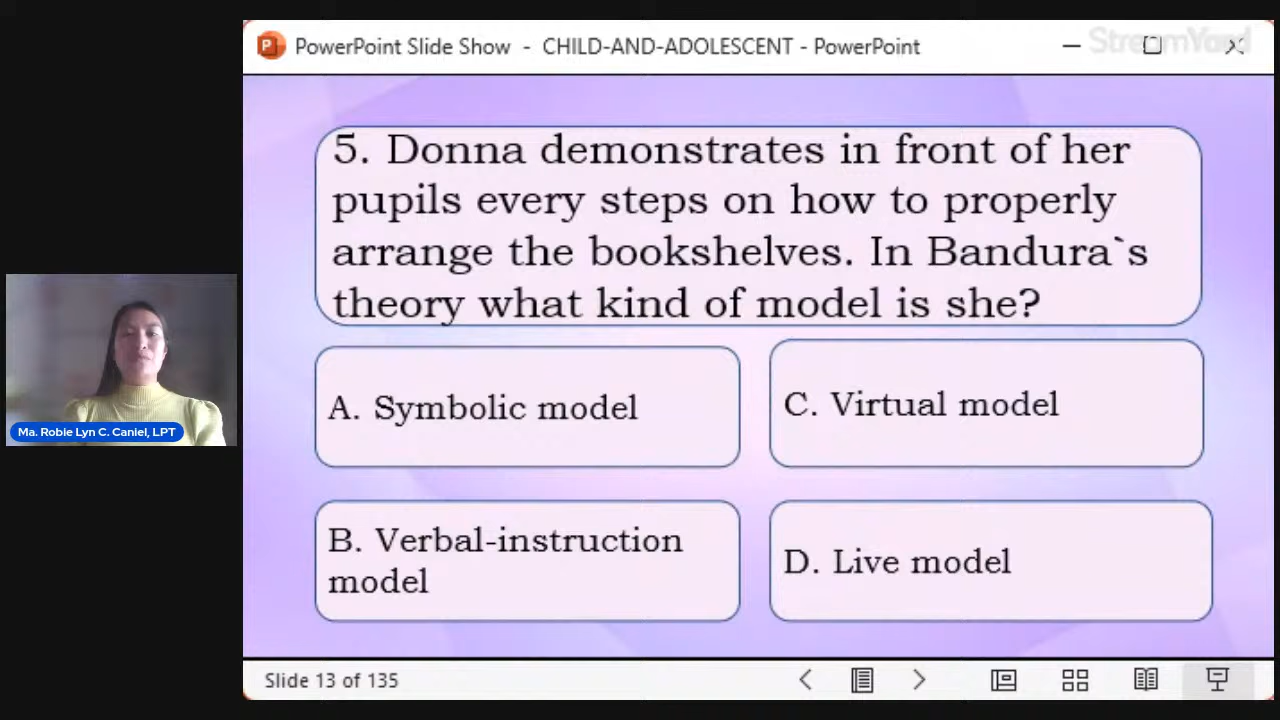 PowerPoint Slide Show - CHILD-AND-ADOLESCENT - PowerPoint
StreamYard
5. Donna demonstrates in front of her
pupils every steps on how to properly
arrange the bookshelves. In Bandura`s
theory what kind of model is she?
A. Symbolic model
C. Virtual model
B. Verbal-instruction
model
D. Live model
Ma. Robie Lyn C. Caniel, LPT
Slide 13 of 135